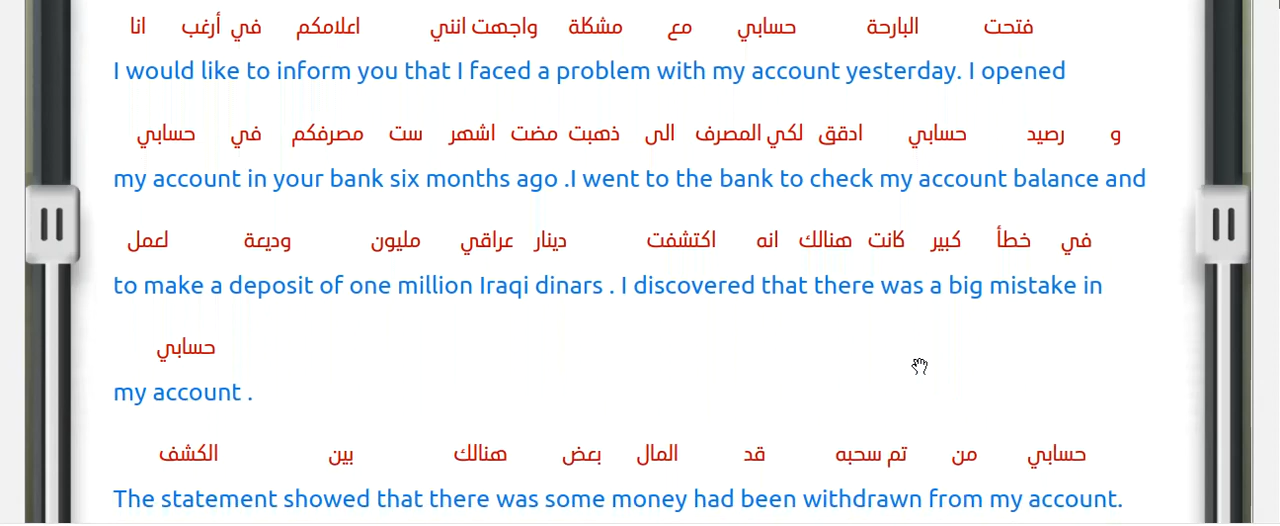 فتحت البارحة حسابي مع مشكلة واجهت انني اعلامكم في أرغب انا
I would like to inform you that I faced a problem with my account yesterday. I opened
و رصيد حسابي ادقق لكي المصرف الى ذهبت مضت اشهر ست مصرفكم في حسابي
my account in your bank six months ago .I went to the bank to check my account balance and
في خطأ كبير كانت هنالك انه اكتشفت دينار عراقي مليون وديعة لعمل
to make a deposit of one million Iraqi dinars . I discovered that there was a big mistake in
حسابي
my account .
حسابي من تم سحبه قد المال بعض هنالك بين الكشف
The statement showed that there was some money had been withdrawn from my account.